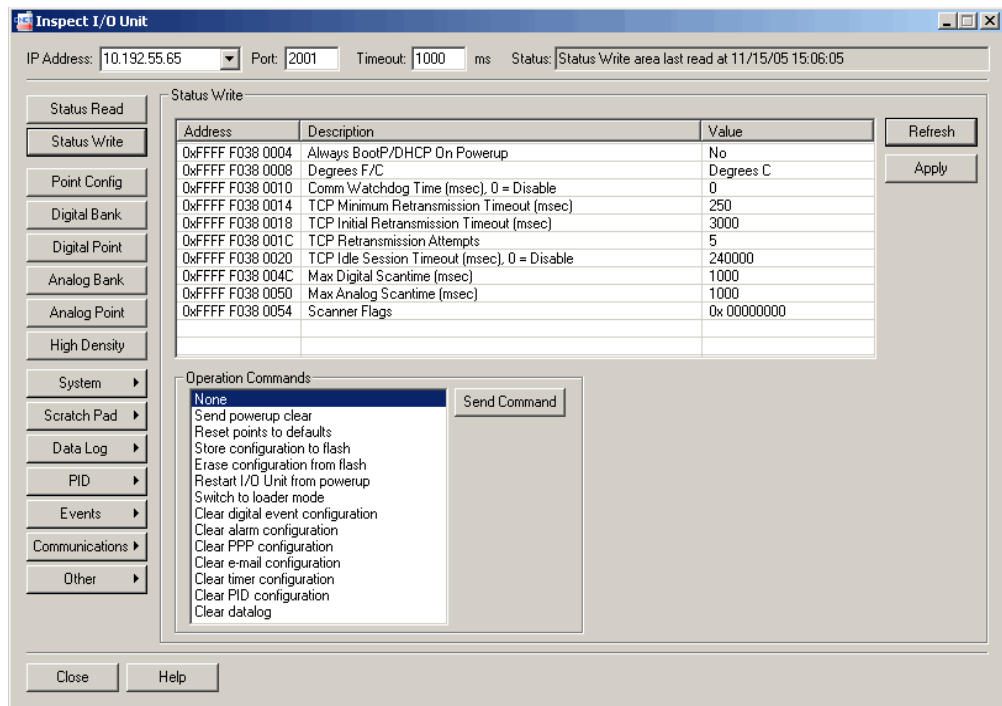 Inspect I/O Unit
IP Address: 10.192.55.65 Port: 2001 Timeout: 1000 ms Status: Status Write area last read at 11/15/05 15:06:05
Status Read
Status Write
Point Config
Digital Bank
Digital Point
Analog Bank
Analog Point
High Density
System
Scratch Pad
Data Log
PID
Events
Communications
Other
Status Write
Address Description Value
0xFFFF F038 0004 Always BootP/DHCP On Powerup No
0xFFFF F038 0008 Degrees F/C Degrees C
0xFFFF F038 0010 Comm Watchdog Time (msec), 0 = Disable 0
0xFFFF F038 0014 TCP Minimum Retransmission Timeout (msec) 250
0xFFFF F038 0018 TCP Initial Retransmission Timeout (msec) 3000
0xFFFF F038 001C TCP Retransmission Attempts 5
0xFFFF F038 0020 TCP Idle Session Timeout (msec), 0 = Disable 240000
0xFFFF F038 004C Max Digital Scantime (msec) 1000
0xFFFF F038 0050 Max Analog Scantime (msec) 1000
0xFFFF F038 0054 Scanner Flags 0x 00000000
Refresh
Apply
Operation Commands
None
Send powerup clear
Reset points to defaults
Store configuration to flash
Erase configuration from flash
Restart I/O Unit from powerup
Switch to loader mode
Clear digital event configuration
Clear alarm configuration
Clear PPP configuration
Clear e-mail configuration
Clear timer configuration
Clear PID configuration
Clear datalog
Send Command
Close Help